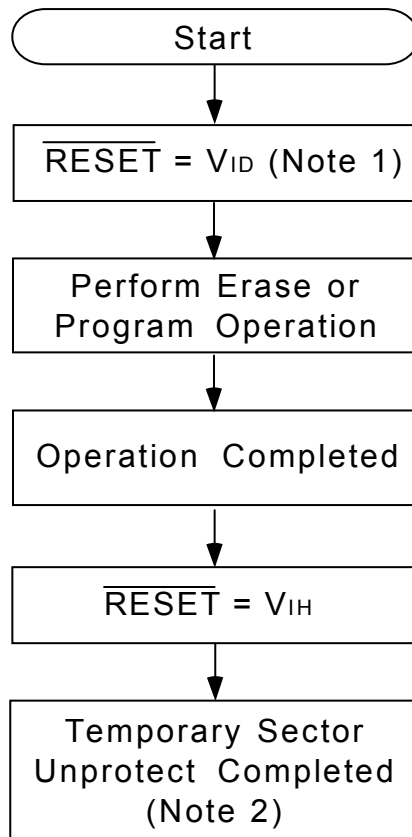 Start
RESET = VID (Note 1)
Perform Erase or
Program Operation
Operation Completed
RESET = VIH
Temporary Sector
Unprotect Completed
(Note 2)